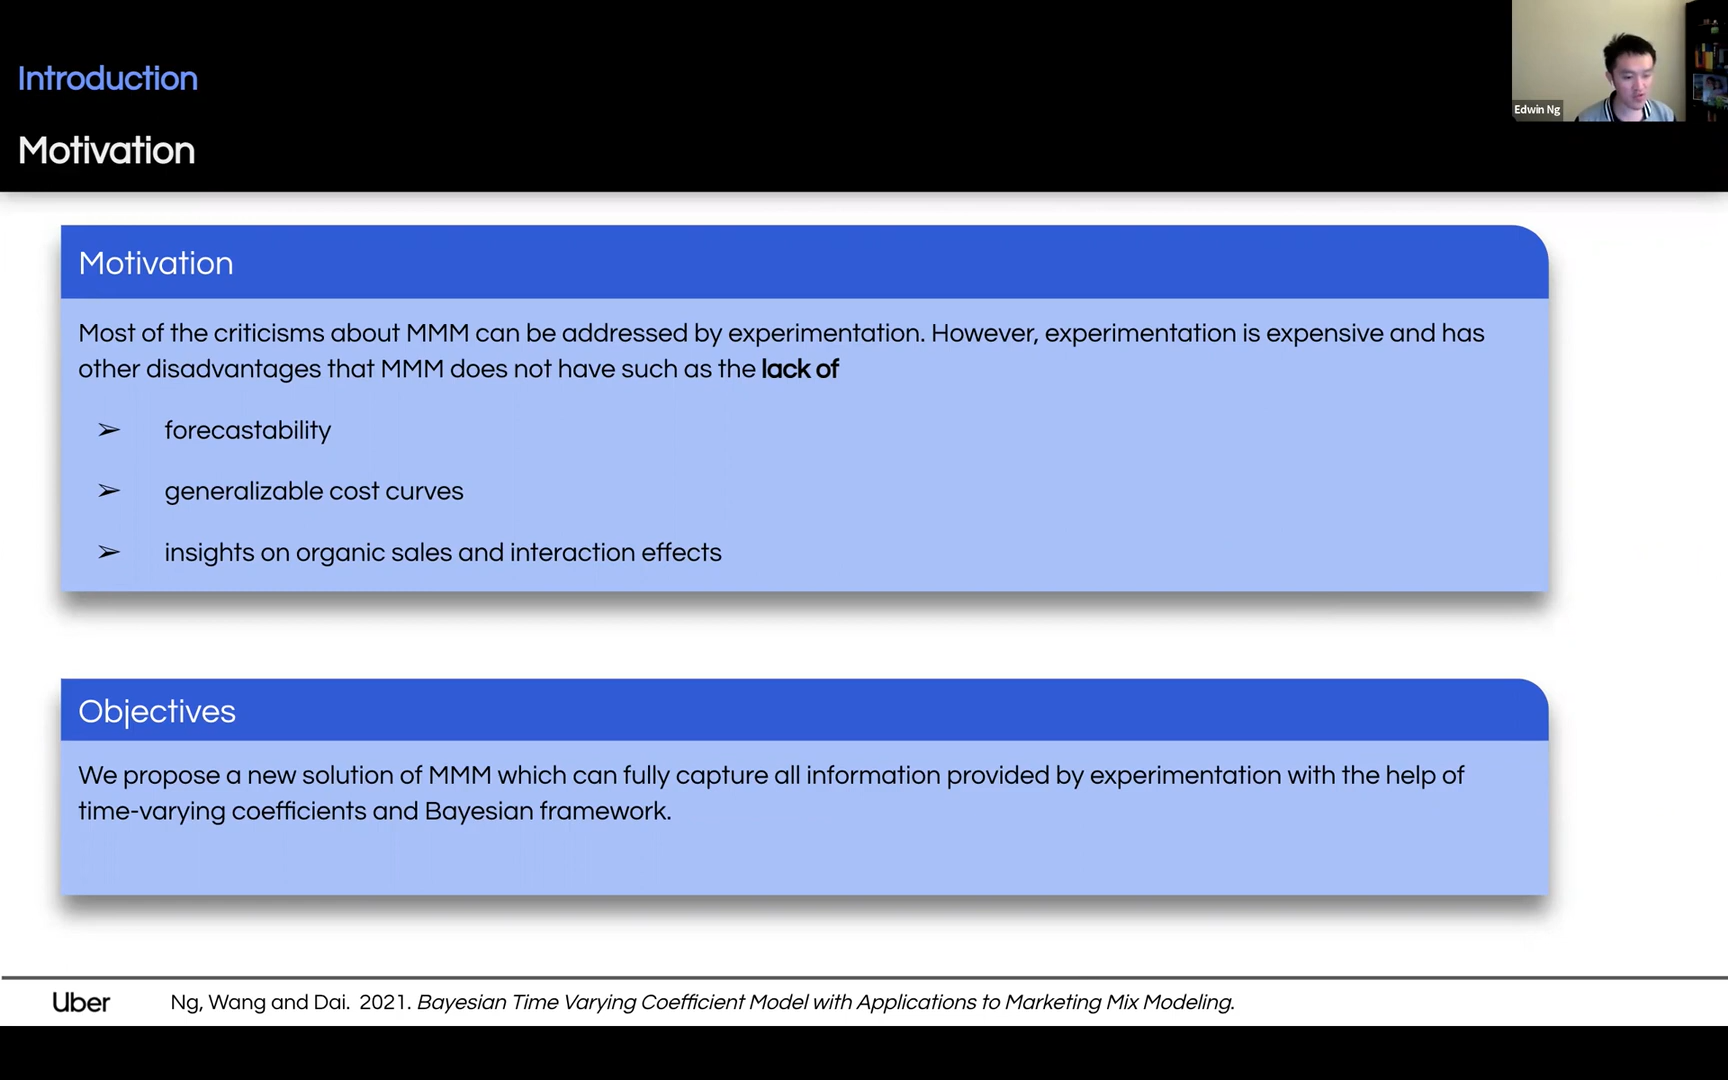 Introduction
Motivation
Edwin Ng
Motivation
Most of the criticisms about MMM can be addressed by experimentation. However, experimentation is expensive and has
other disadvantages that MMM does not have such as the lack of
➢ forecastability
➢ generalizable cost curves
➢ insights on organic sales and interaction effects
Objectives
We propose a new solution of MMM which can fully capture all information provided by experimentation with the help of
time-varying coefficients and Bayesian framework.
Uber
Ng, Wang and Dai. 2021. Bayesian Time Varying Coefficient Model with Applications to Marketing Mix Modeling.